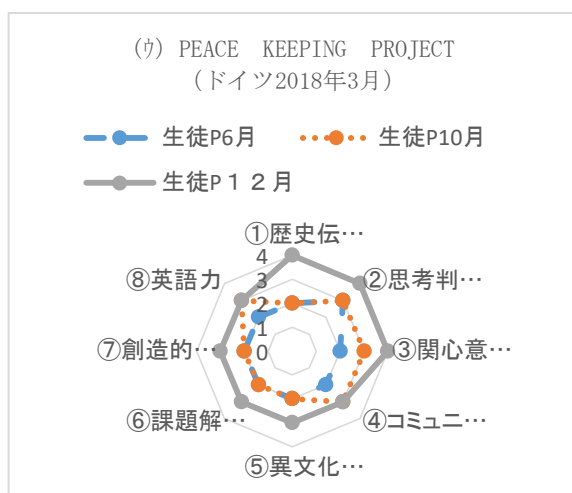 (ｳ) PEACE　KEEPING　PROJECT
（ドイツ2018年3月）
生徒P6月
生徒P10月
生徒P１２月
①歴史伝…
②思考判…
③関心意…
④コミュニ…
⑤異文化…
⑥課題解…
⑦創造的…
⑧英語力
4
3
2
1
0